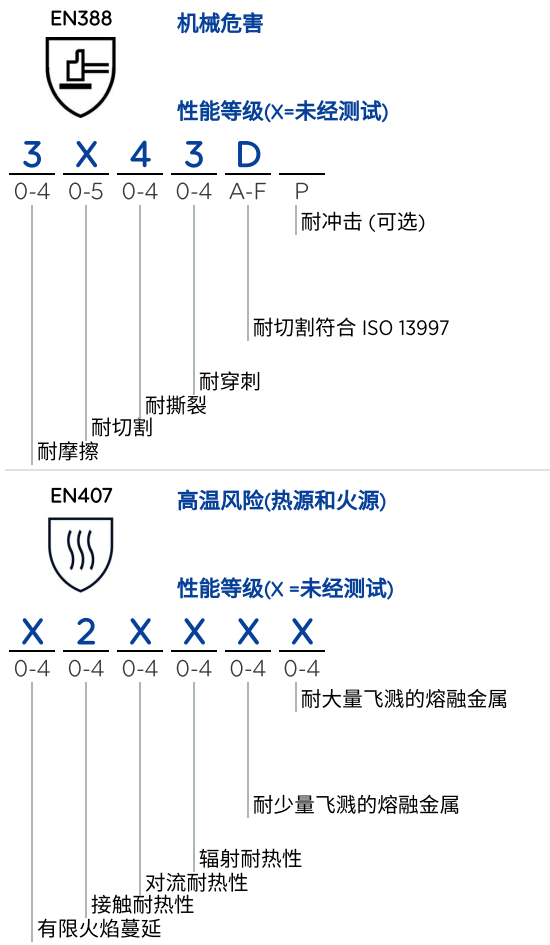 EN388
机械危害
性能等级(X=未经测试)
3 X 4 3 D
0-4 0-5 0-4 0-4 A-F P
耐冲击 (可选)
耐切割符合 ISO 13997
耐穿刺
耐撕裂
耐切割
耐摩擦
EN407
高温风险(热源和火源)
性能等级(X =未经测试)
X 2 X X X X
0-4 0-4 0-4 0-4 0-4 0-4
耐大量飞溅的熔融金属
耐少量飞溅的熔融金属
辐射耐热性
对流耐热性
接触耐热性
有限火焰蔓延